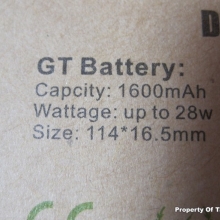 GT Battery:
Capcity: 1600mAh
Wattage: up to 28w
Size: 114*16.5mm
Property Of T